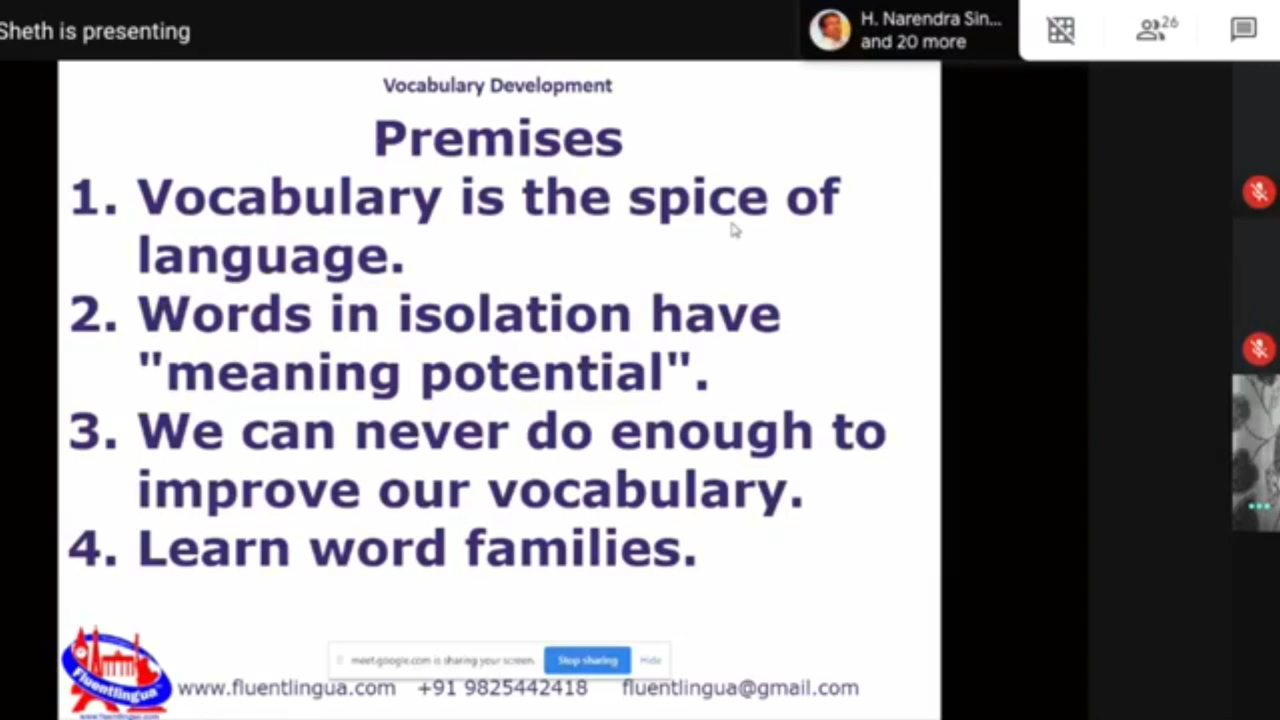 Sheth is presenting
H. Narendra Sin...
and 20 more
26
Vocabulary Development
Premises
1. Vocabulary is the spice of
language.
2. Words in isolation have
"meaning potential".
3. We can never do enough to
improve our vocabulary.
4. Learn word families.
meet.google.com is sharing your screen.
Stop sharing
Hide
Fluentlingua
www.fluentlingua.com +91 9825442418 fluentlingua@gmail.com
www.fluentlingua.com